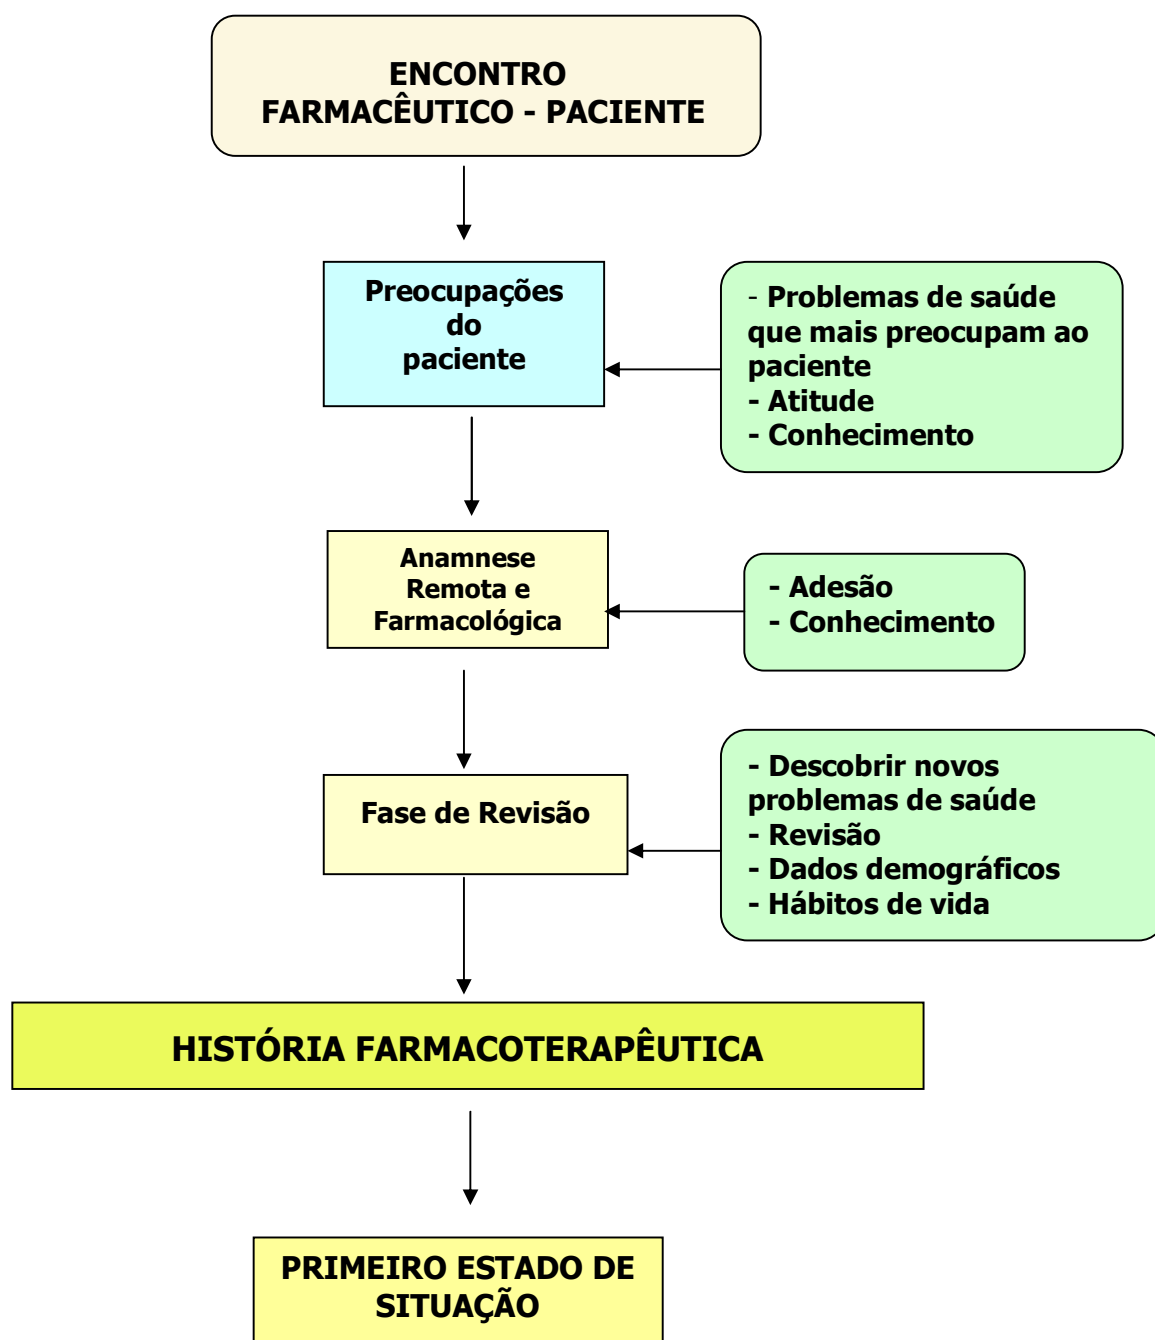 ENCONTRO
FARMACÊUTICO - PACIENTE
Preocupações
do
paciente
- Problemas de saúde
que mais preocupam ao
paciente
- Atitude
- Conhecimento
Anamnese
Remota e
Farmacológica
- Adesão
- Conhecimento
Fase de Revisão
- Descobrir novos
problemas de saúde
- Revisão
- Dados demográficos
- Hábitos de vida
HISTÓRIA FARMACOTERAPÊUTICA
PRIMEIRO ESTADO DE
SITUAÇÃO